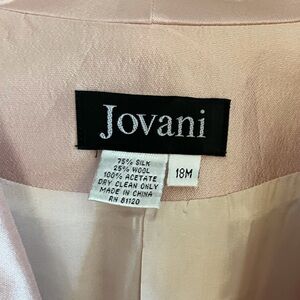 Jovani
75% SILK
25% WOOL
100% ACETATE
DRY CLEAN ONLY
MADE IN CHINA
RN 81120
18M